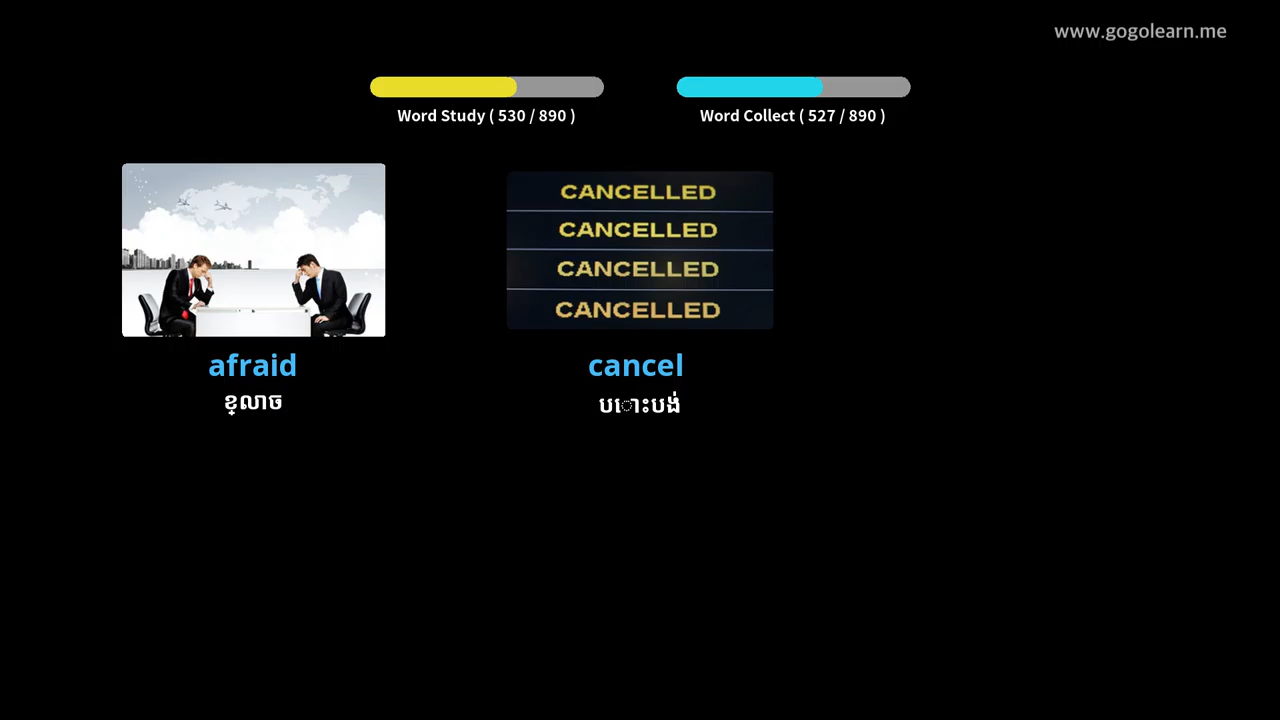 www.gogolearn.me
Word Study ( 530 / 890 )
Word Collect ( 527 / 890 )
CANCELLED
CANCELLED
CANCELLED
CANCELLED
afraid
cancel
ខ្លាច
បោះបង់